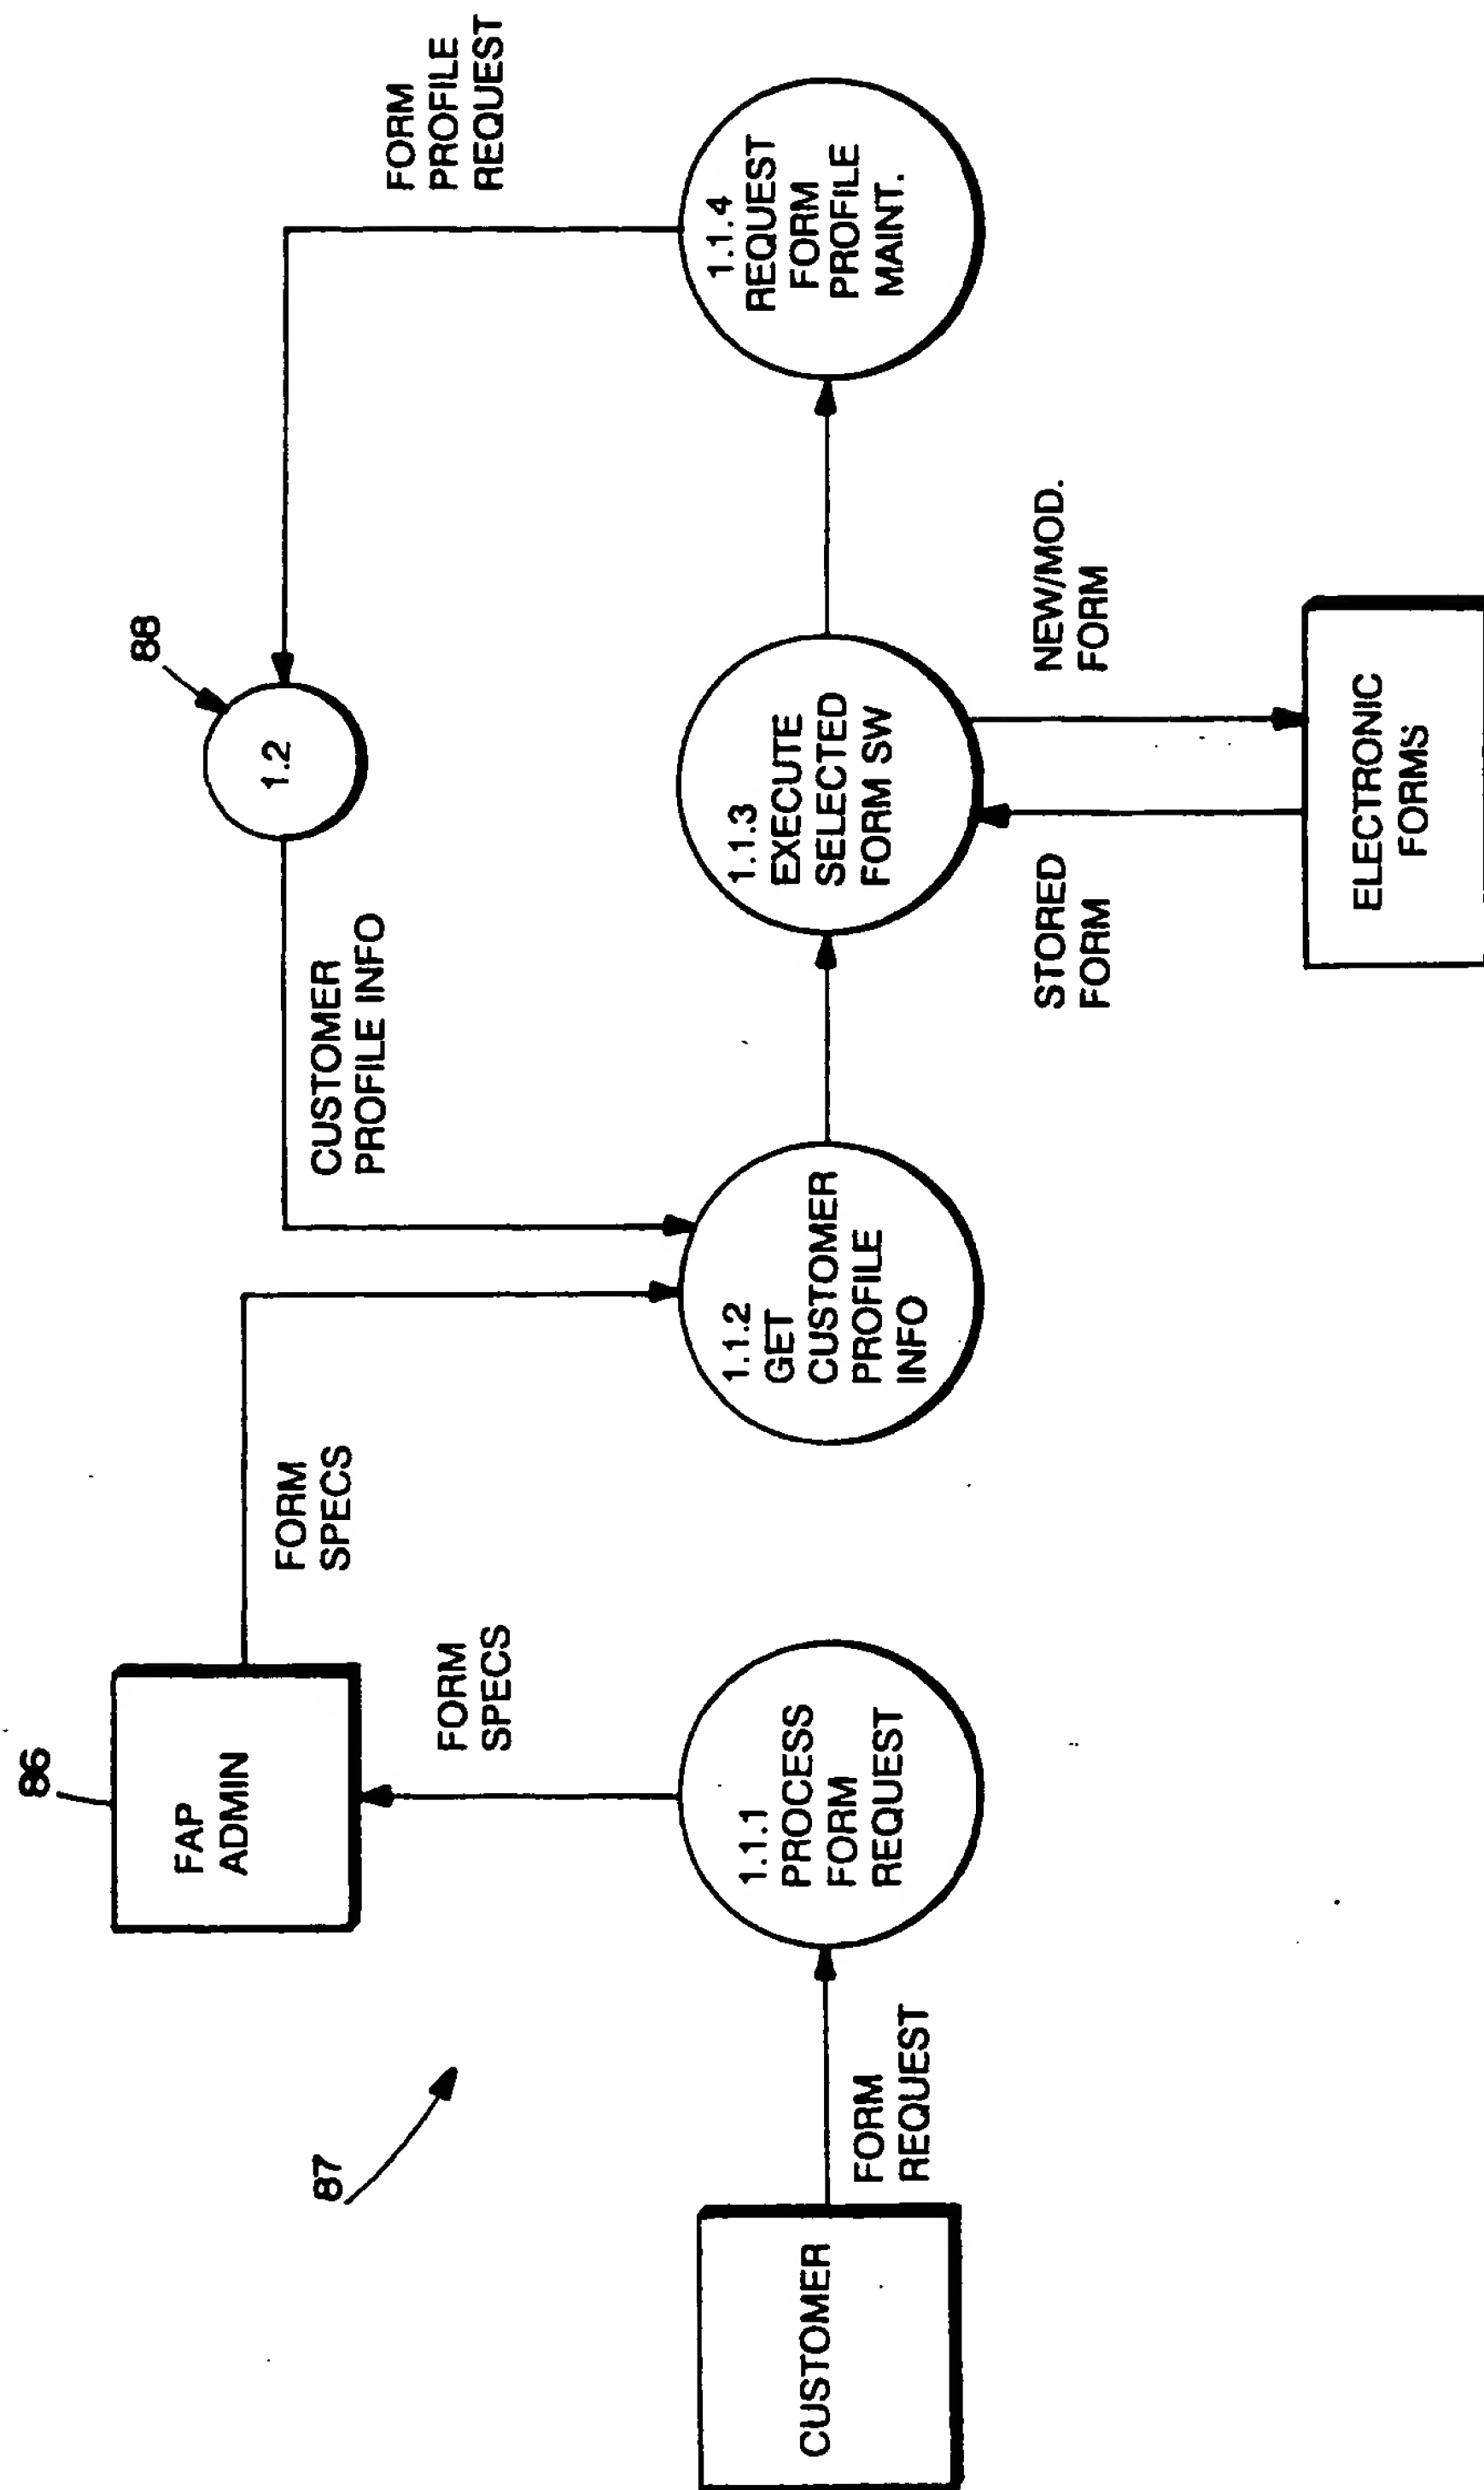 86
FAP
ADMIN
FORM
SPECS
87
FORM
SPECS
CUSTOMER
FORM
REQUEST
1.1.1
PROCESS
FORM
REQUEST
88
1.2
CUSTOMER
PROFILE INFO
FORM
PROFILE
REQUEST
1.1.2
GET
CUSTOMER
PROFILE
INFO
1.1.3
EXECUTE
SELECTED
FORM SW
1.1.4
REQUEST
FORM
PROFILE
MAINT.
STORED
FORM
NEW/MOD.
FORM
ELECTRONIC
FORMS